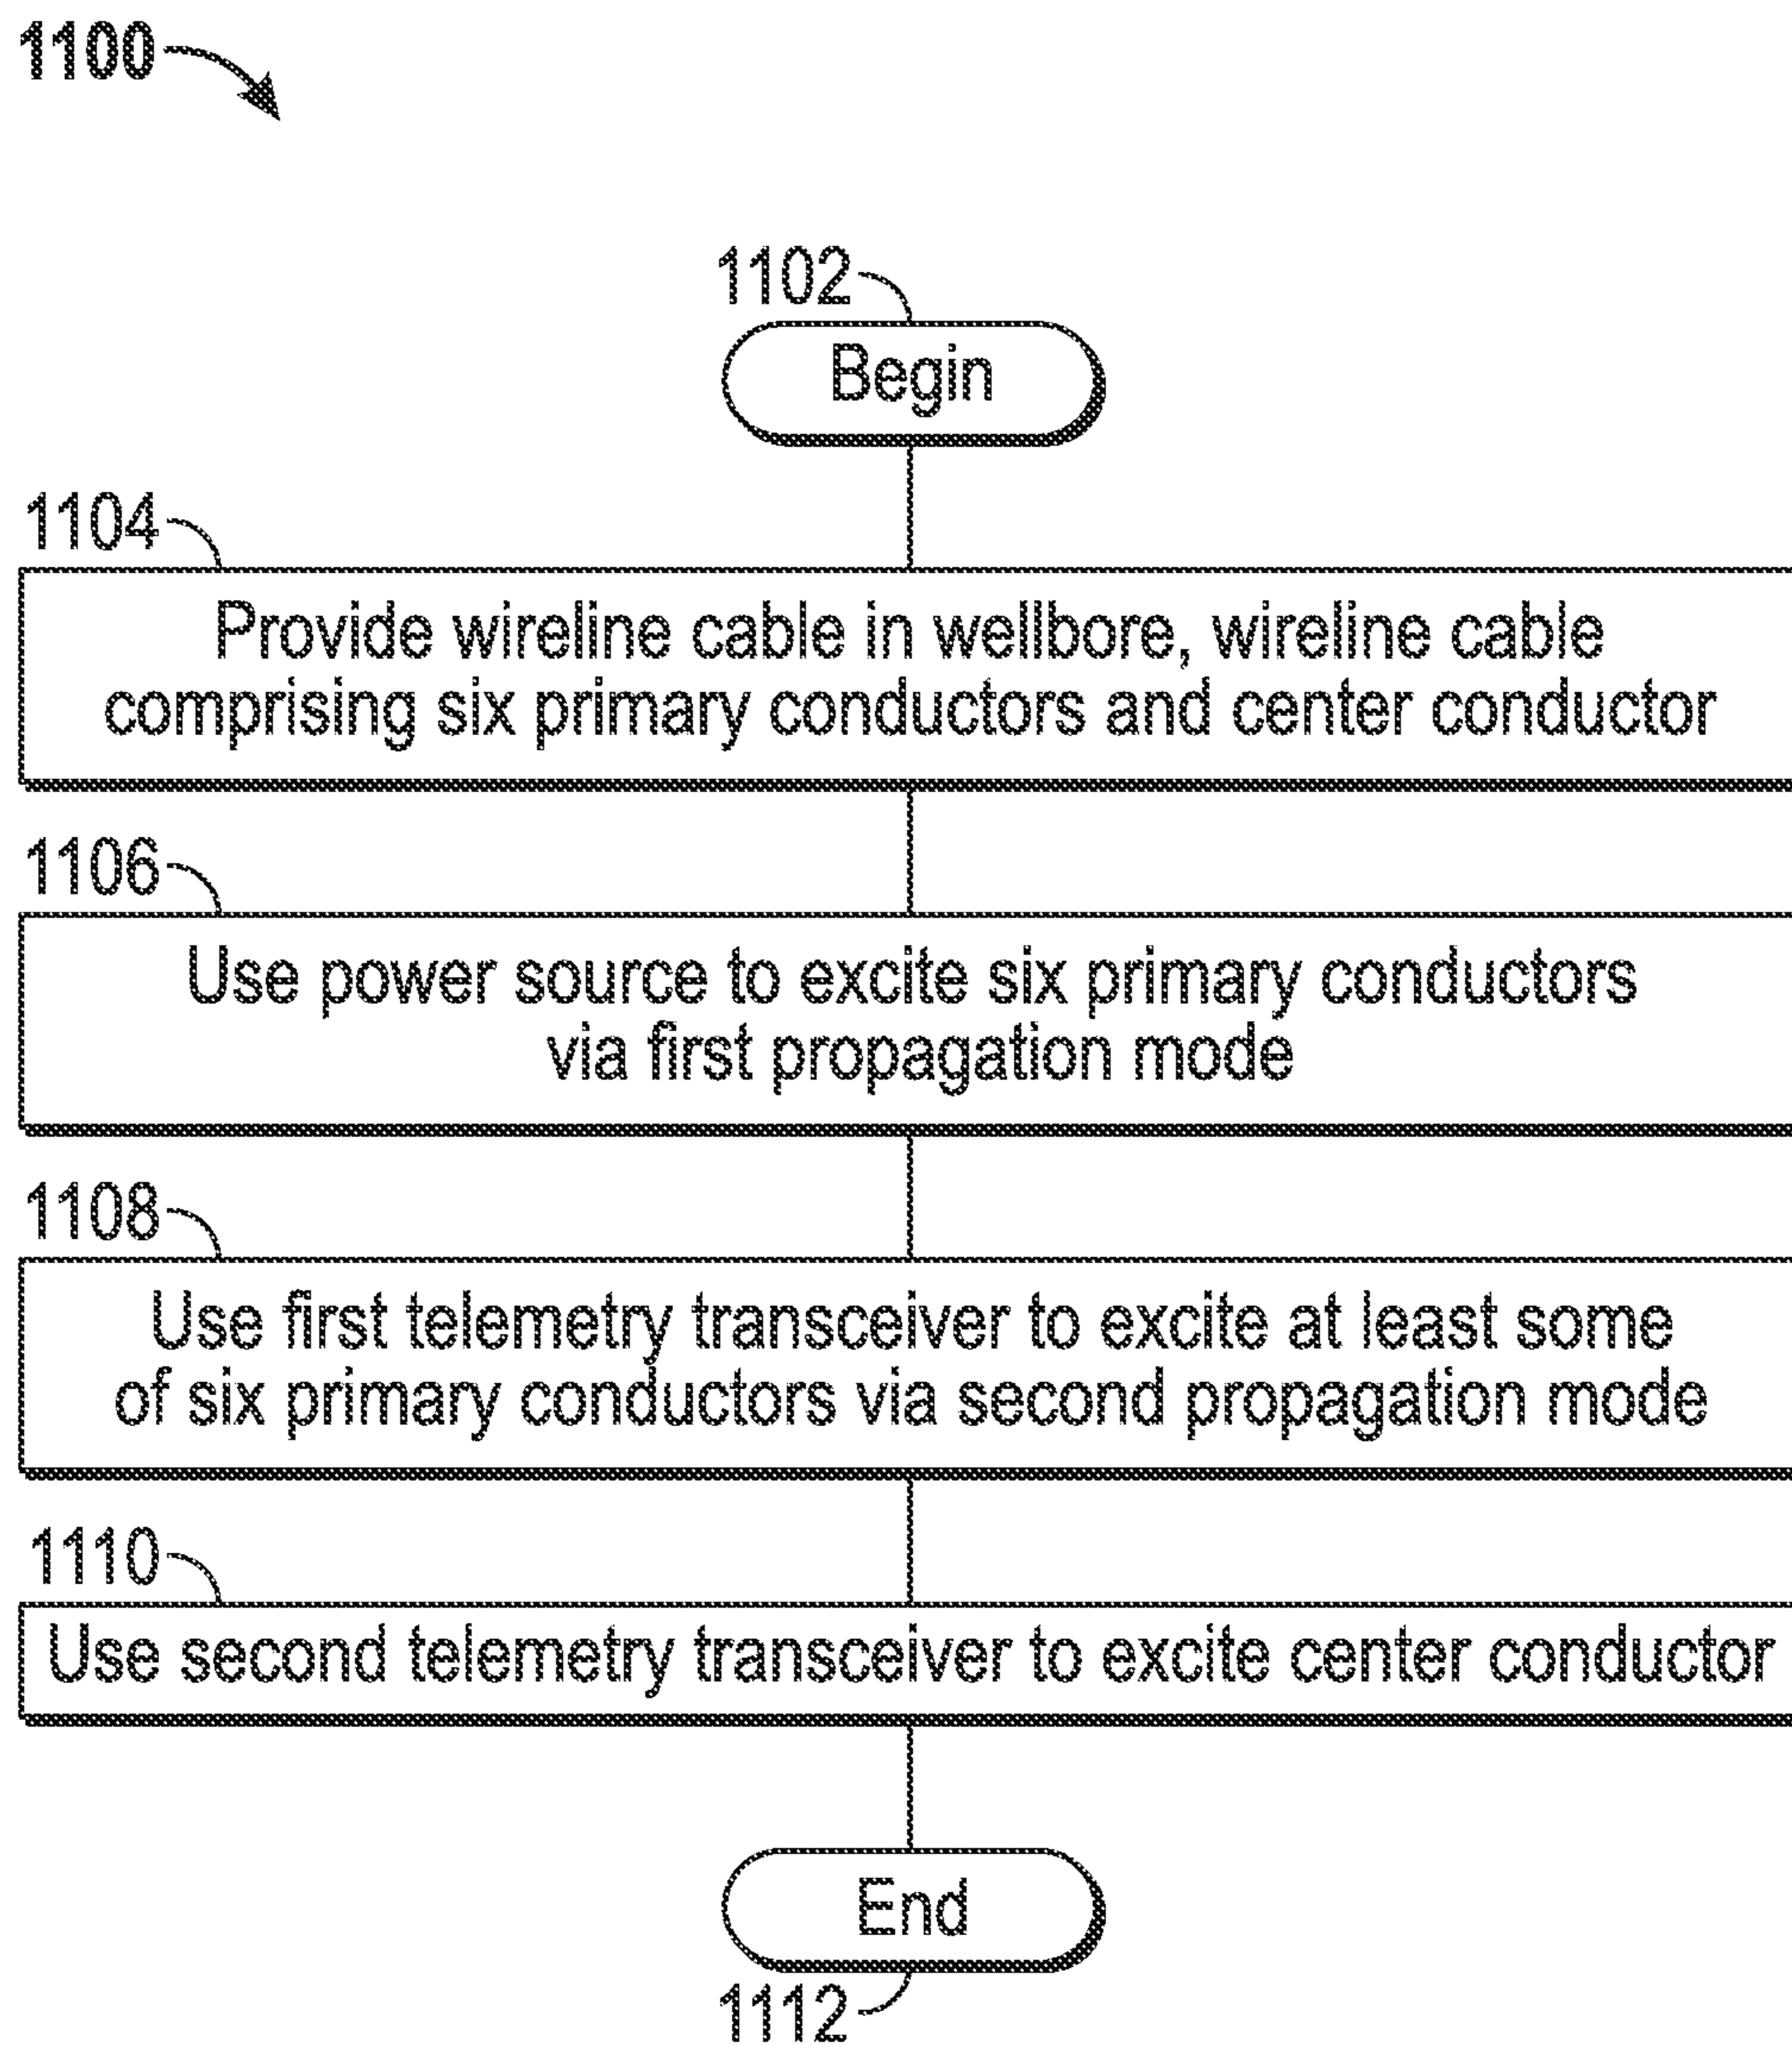 1100
1102
Begin
1104
Provide wireline cable in wellbore, wireline cable
comprising six primary conductors and center conductor
1106
Use power source to excite six primary conductors
via first propagation mode
1108
Use first telemetry transceiver to excite at least some
of six primary conductors via second propagation mode
1110
Use second telemetry transceiver to excite center conductor
End
1112